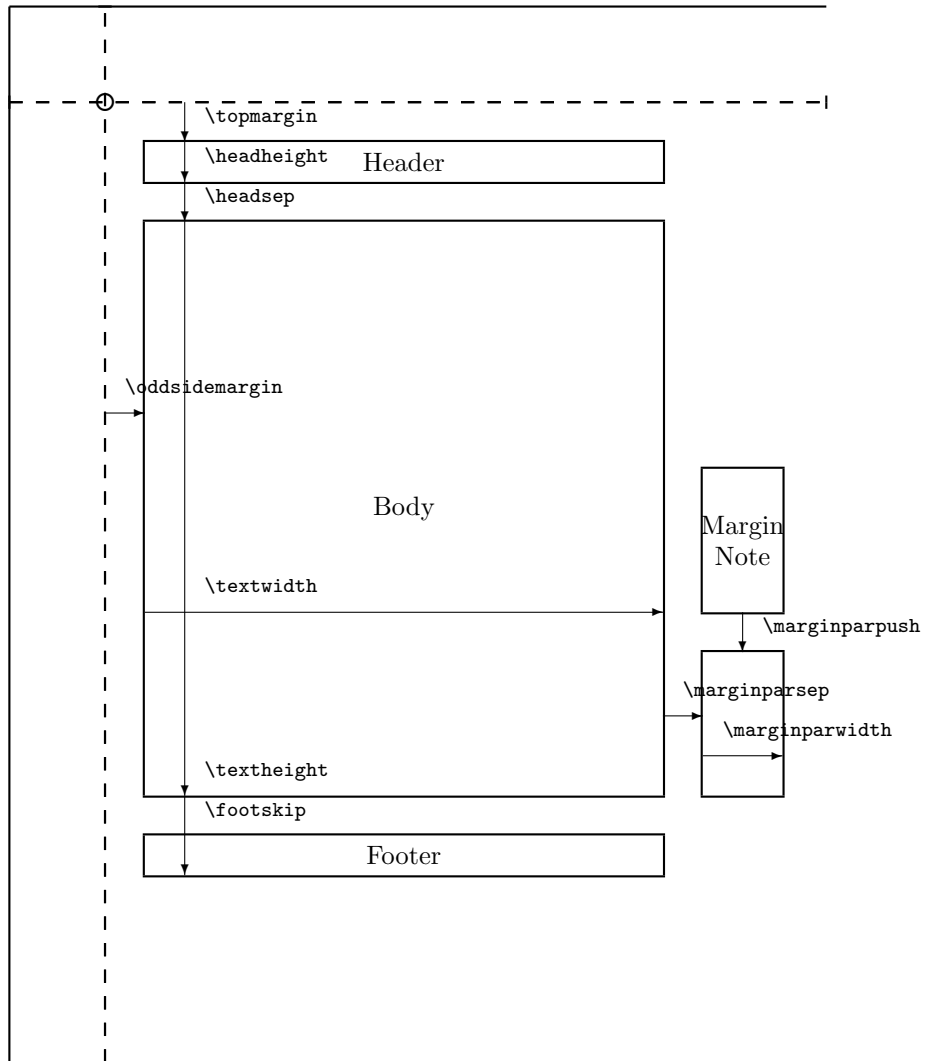 \topmargin
\headheight
Header
\headsep
\oddsidemargin
Body
Margin
Note
\textwidth
\marginparpush
\marginparsep
\marginparwidth
\textheight
\footskip
Footer